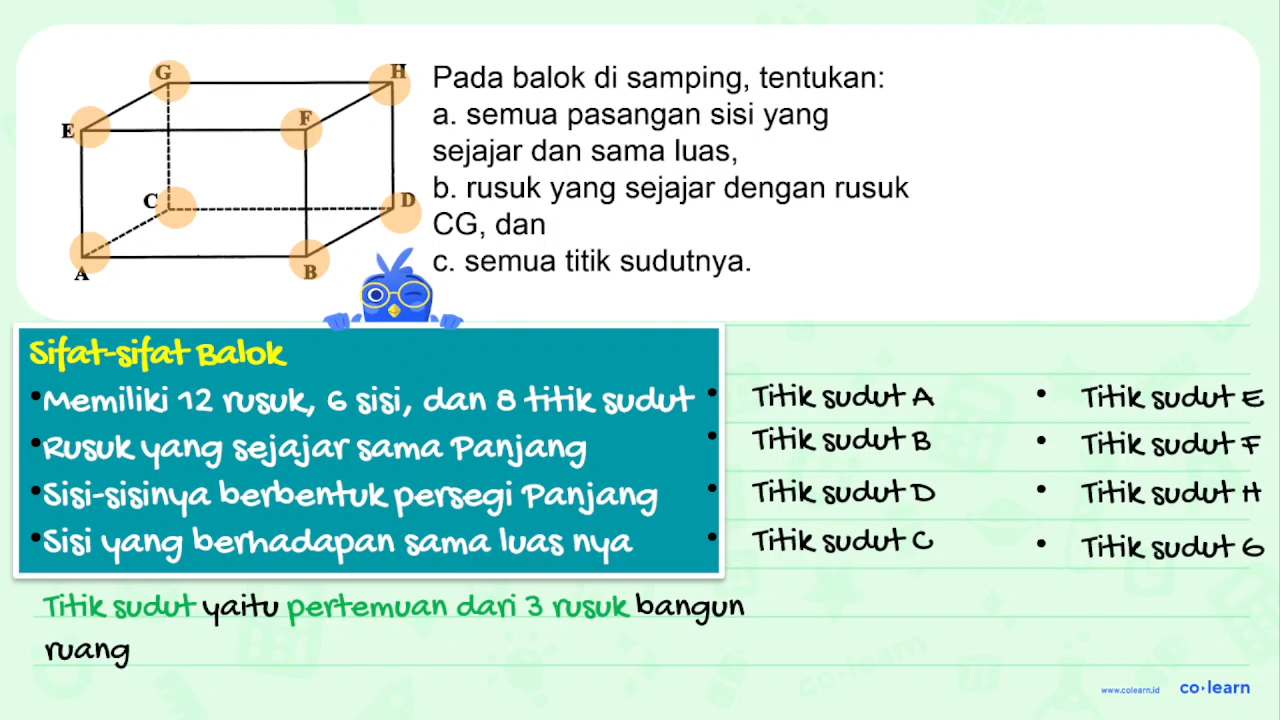 G
H
E
F
C
D
A
B
Pada balok di samping, tentukan:
a. semua pasangan sisi yang
sejajar dan sama luas,
b. rusuk yang sejajar dengan rusuk
CG, dan
c. semua titik sudutnya.
Sifat-sifat Balok
•Memiliki 12 rusuk, 6 sisi, dan 8 titik sudut
•Rusuk yang sejajar sama Panjang
•Sisi-sisinya berbentuk persegi Panjang
•Sisi yang berhadapan sama luas nya
• Titik sudut A
• Titik sudut B
• Titik sudut D
• Titik sudut C
• Titik sudut E
• Titik sudut F
• Titik sudut H
• Titik sudut G
Titik sudut yaitu pertemuan dari 3 rusuk bangun
ruang
www.colearn.id
co·learn